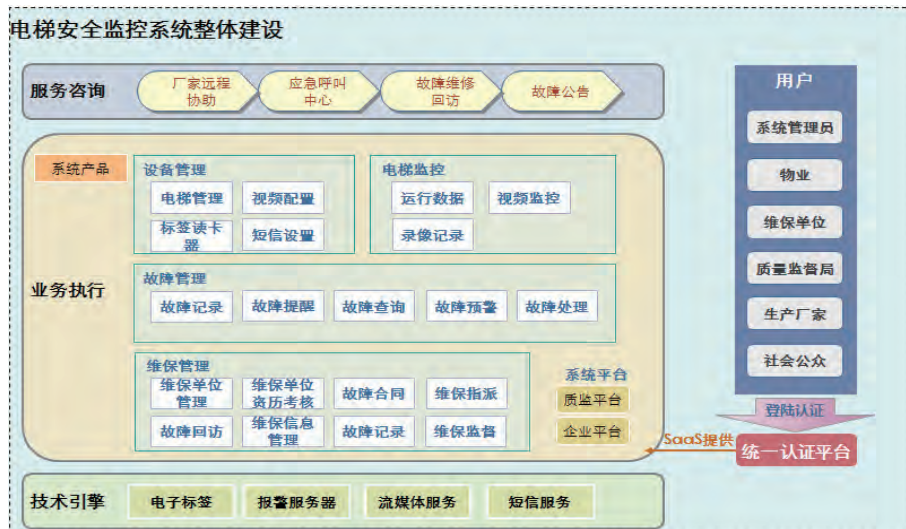 电梯安全监控系统整体建设
服务咨询
厂家远程
协助
应急呼叫
中心
故障维修
回访
故障公告
系统产品
业务执行
设备管理
电梯管理
视频配置
标签读卡
器
短信设置
电梯监控
运行数据
视频监控
录像记录
故障管理
故障记录
故障提醒
故障查询
故障预警
故障处理
维保管理
维保单位
管理
维保单位
资历考核
故障合同
维保指派
故障回访
维保信息
管理
故障记录
维保监督
系统平台
质监平台
企业平台
技术引擎
电子标签
报警服务器
流媒体服务
短信服务
用户
系统管理员
物业
维保单位
质量监督局
生产厂家
社会公众
登陆认证
SaaS提供
统一认证平台